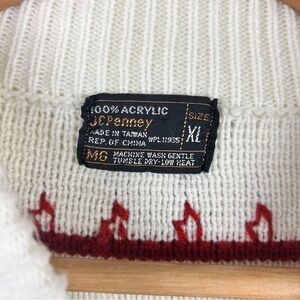 100% ACRYLIC
JCPenney
MADE IN TAIWAN
REP. OF CHINA WPL 11935
MG MACHINE WASH GENTLE
TUMBLE DRY-LOW HEAT
SIZE
XL